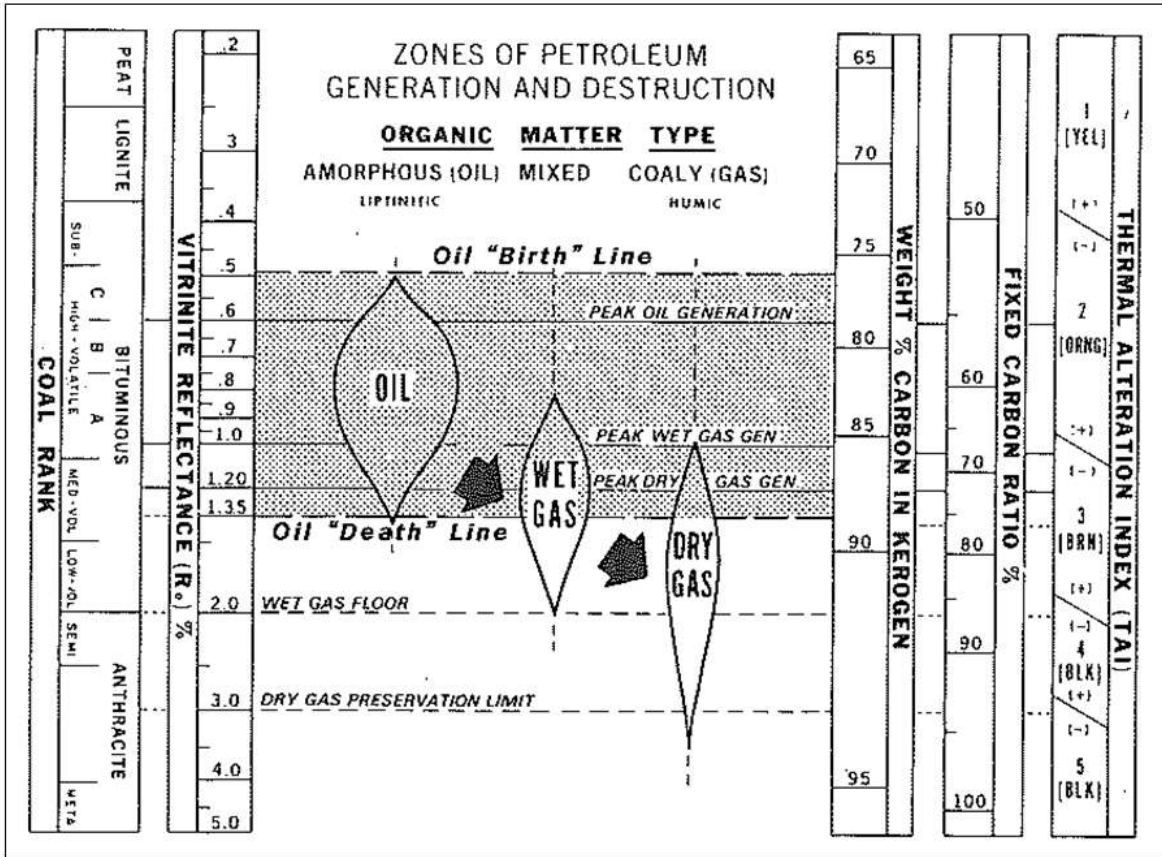 ZONES OF PETROLEUM
GENERATION AND DESTRUCTION
ORGANIC MATTER TYPE
AMORPHOUS (OIL) MIXED COALY (GAS)
LIPTINIFIC HUMIC
Oil "Birth" Line
PEAK OIL GENERATION
OIL
PEAK WET GAS GEN
WET
GAS
PEAK DRY GAS GEN
Oil "Death" Line
DRY
GAS
WET GAS FLOOR
DRY GAS PRESERVATION LIMIT
COAL RANK
PEAT
LIGNITE
SUB-
BITUMINOUS
HIGH-VOLATILE
C
B
A
MED-VOL
LOW-VOL
SEMI
ANTHRACITE
META
VITRINITE REFLECTANCE (Ro) %
.2
.3
.4
.5
.6
.7
.8
.9
1.0
1.20
1.35
2.0
3.0
4.0
5.0
WEIGHT % CARBON IN KEROGEN
65
70
75
80
85
90
95
FIXED CARBON RATIO %
50
60
70
80
90
100
THERMAL ALTERATION INDEX (TAI)
1
[YEL]
(+)
(-)
2
[ORNG]
(+)
(-)
3
[BRN]
(+)
(-)
4
[BLK]
(+)
(-)
5
[BLK]